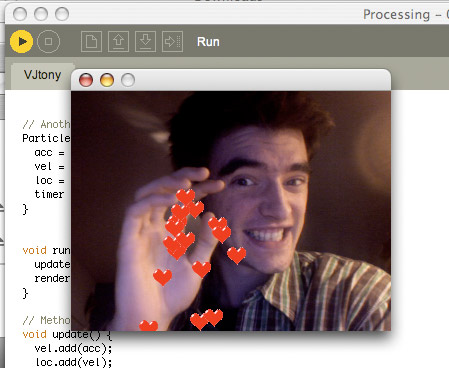 Processing – 0
Run
VJtony
// Anoth
Particle
acc =
vel =
loc =
timer
}
void run
update
render
}
// Metho
void update() {
vel.add(acc);
loc.add(vel);